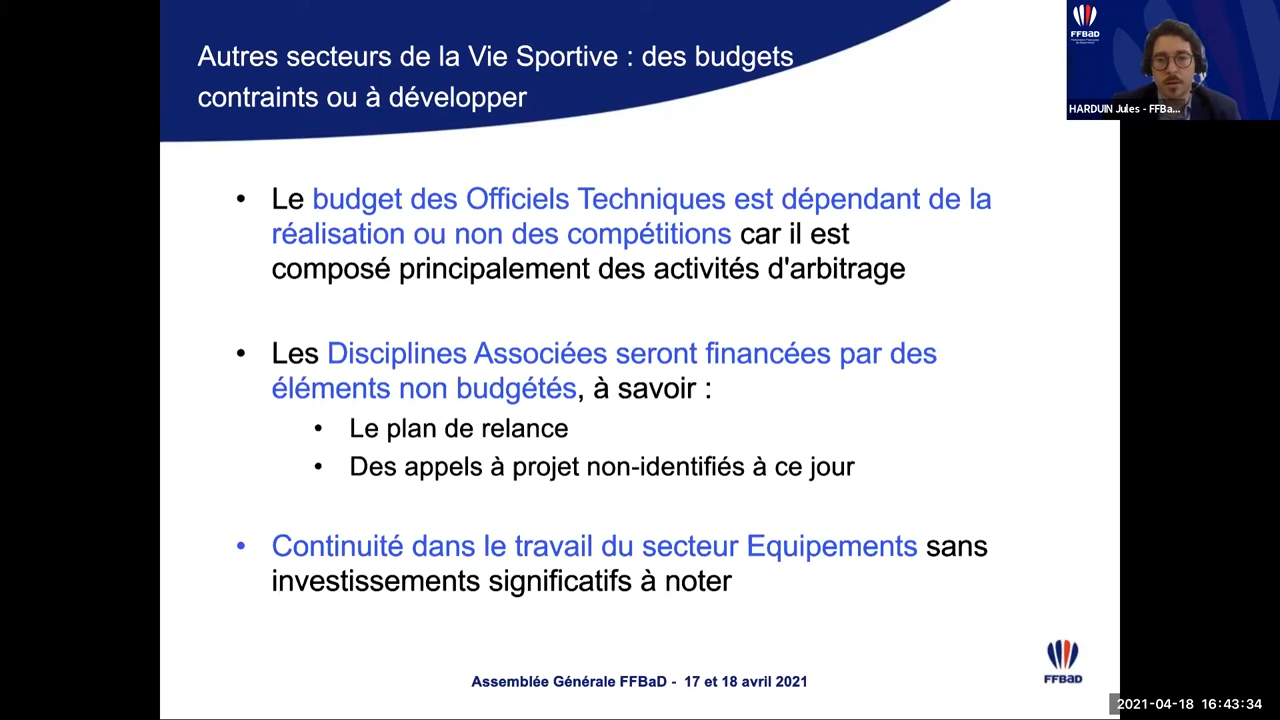 Autres secteurs de la Vie Sportive : des budgets
contraints ou à développer
FFBaD
HARDUIN Jules - FFBa...
• Le budget des Officiels Techniques est dépendant de la
réalisation ou non des compétitions car il est
composé principalement des activités d'arbitrage
• Les Disciplines Associées seront financées par des
éléments non budgétés, à savoir :
• Le plan de relance
• Des appels à projet non-identifiés à ce jour
• Continuité dans le travail du secteur Equipements sans
investissements significatifs à noter
FFBaD
Assemblée Générale FFBaD - 17 et 18 avril 2021
2021-04-18 16:43:34